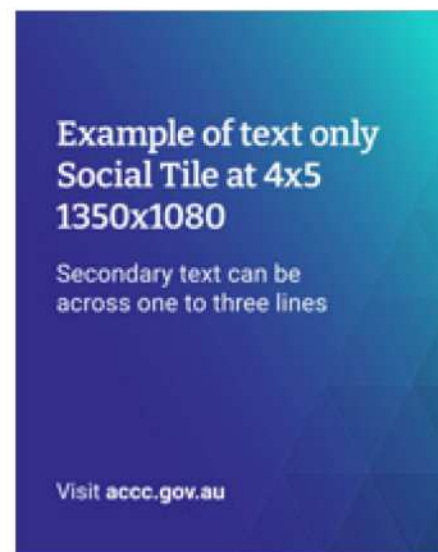 Example of text only
Social Tile at 4x5
1350x1080
Secondary text can be
across one to three lines
Visit accc.gov.au